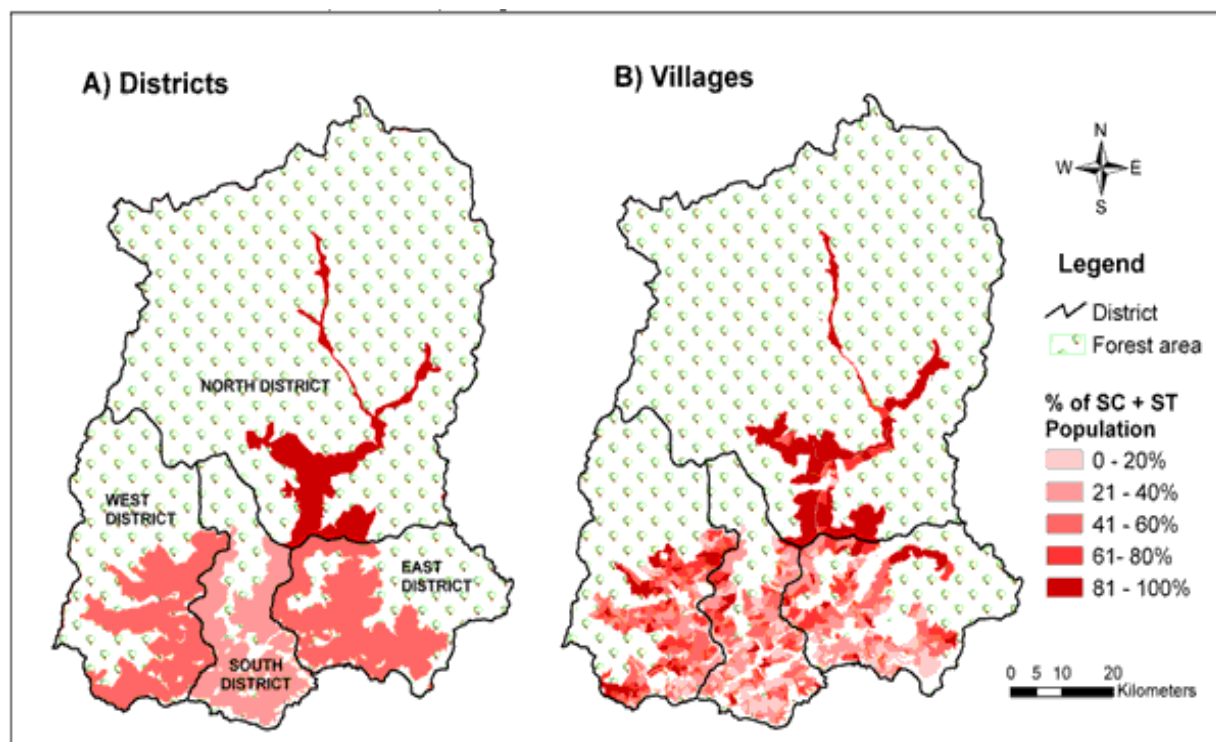 A) Districts
B) Villages
N
W E
S
Legend
District
Forest area
% of SC + ST
Population
0 - 20%
21 - 40%
41 - 60%
61- 80%
81 - 100%
NORTH DISTRICT
WEST
DISTRICT
EAST
DISTRICT
SOUTH
DISTRICT
0 5 10 20
Kilometers